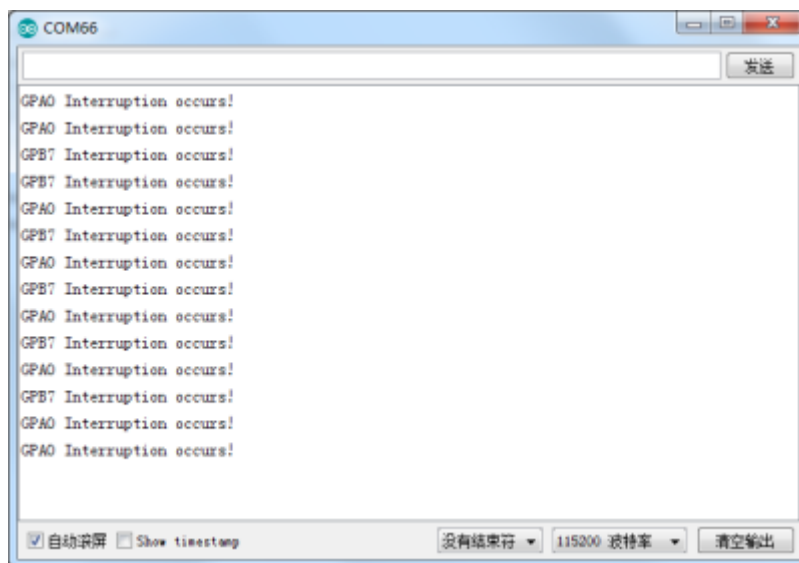 COM66
发送
GPA0 Interruption occurs!
GPA0 Interruption occurs!
GPB7 Interruption occurs!
GPB7 Interruption occurs!
GPA0 Interruption occurs!
GPB7 Interruption occurs!
GPA0 Interruption occurs!
GPB7 Interruption occurs!
GPA0 Interruption occurs!
GPB7 Interruption occurs!
GPA0 Interruption occurs!
GPB7 Interruption occurs!
GPA0 Interruption occurs!
GPA0 Interruption occurs!
自动滚屏 Show timestamp 没有结束符 115200 波特率 清空输出